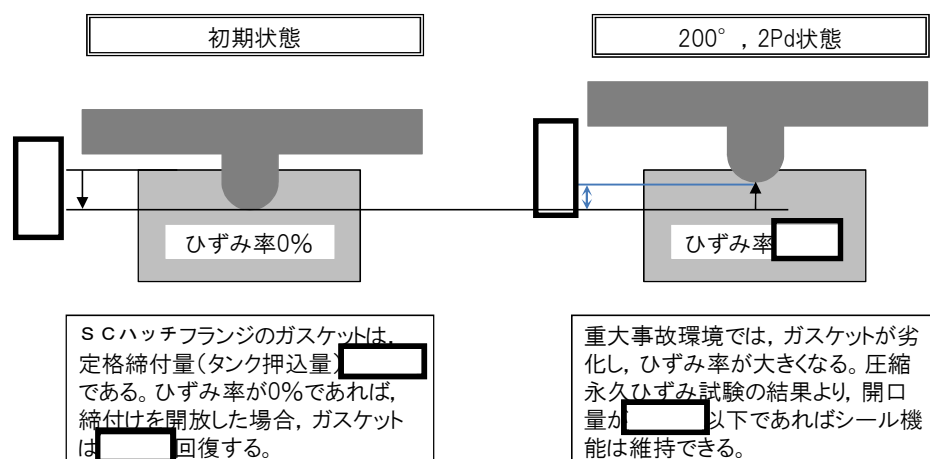 初期状態
200°，2Pd状態
ひずみ率0%
ひずみ率
ＳＣハッチフランジのガスケットは，
定格締付量(タンク押込量)
である。ひずみ率が0%であれば，
締付けを開放した場合，ガスケット
は 回復する。
重大事故環境では，ガスケットが劣
化し，ひずみ率が大きくなる。圧縮
永久ひずみ試験の結果より，開口
量が 以下であればシール機
能は維持できる。